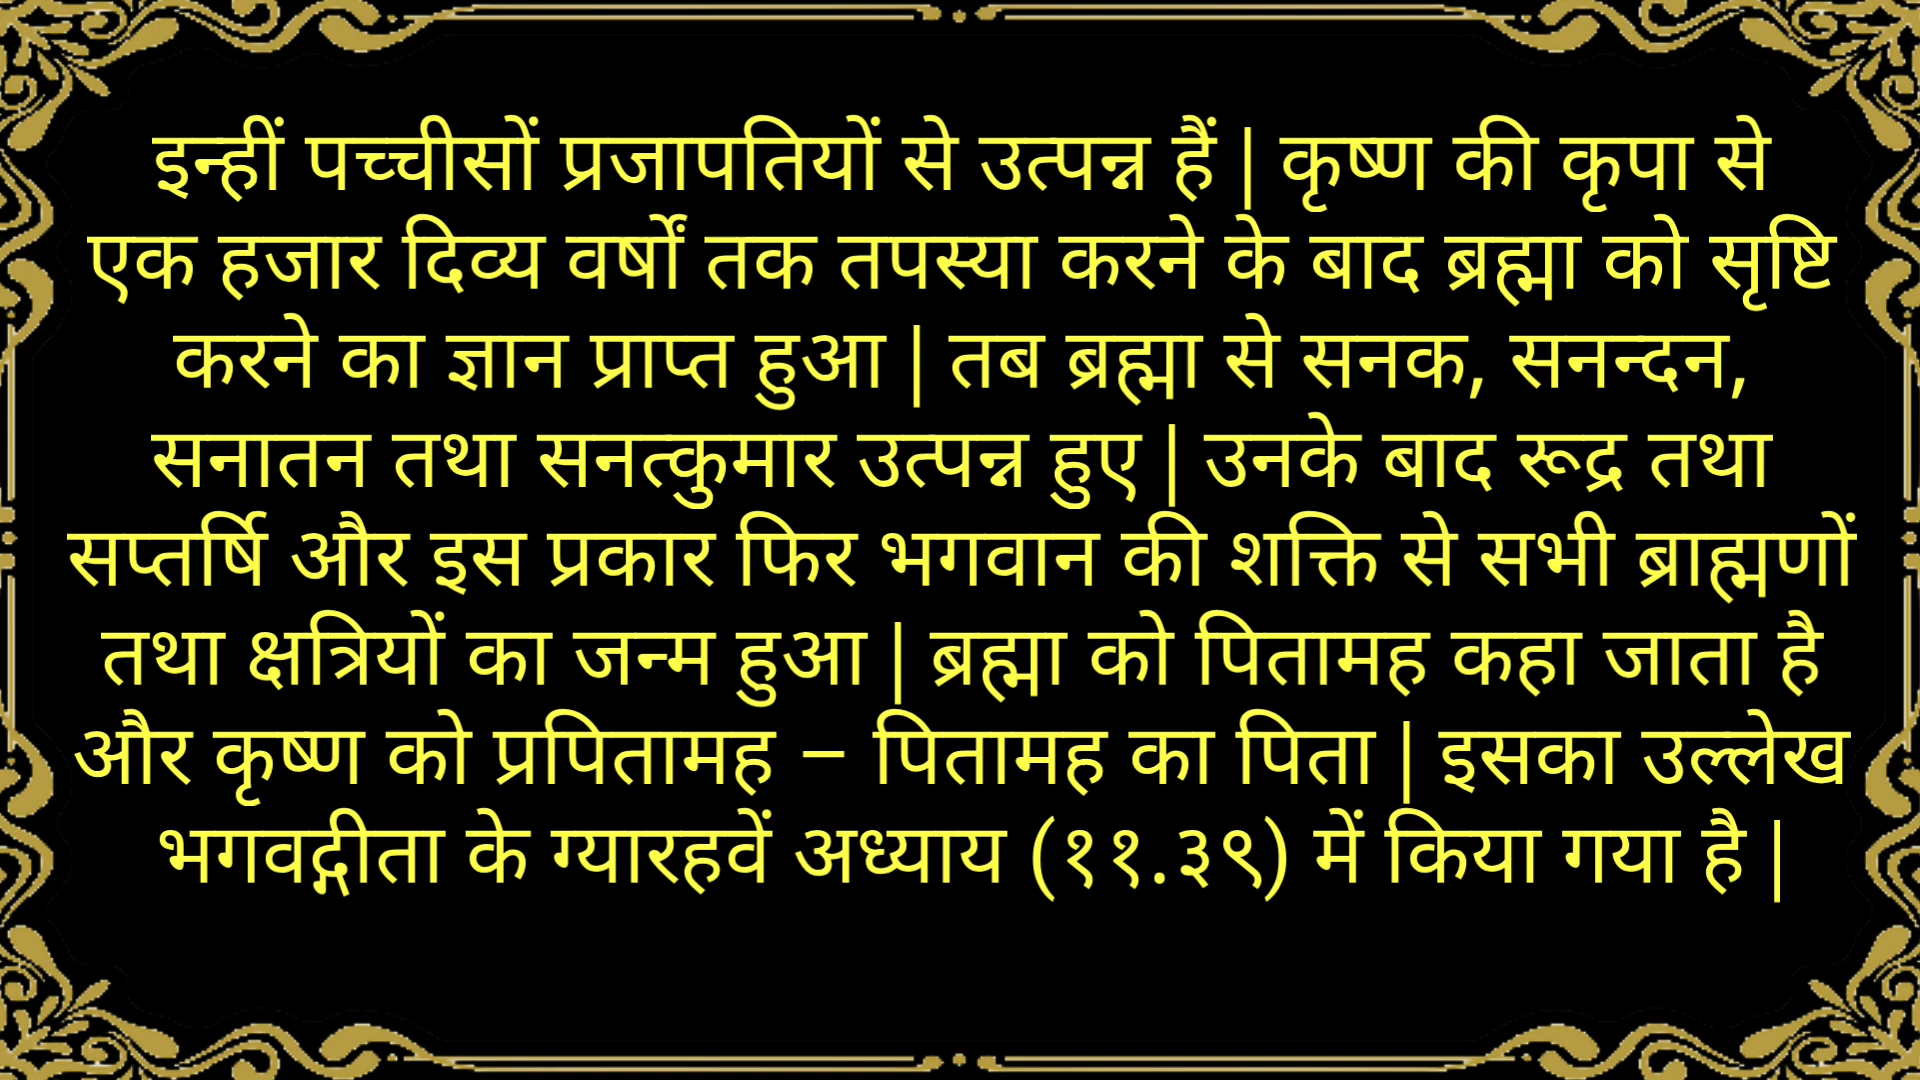 इन्हीं पच्चीसों प्रजापतियों से उत्पन्न हैं | कृष्ण की कृपा से
एक हजार दिव्य वर्षों तक तपस्या करने के बाद ब्रह्मा को सृष्टि
करने का ज्ञान प्राप्त हुआ | तब ब्रह्मा से सनक, सनन्दन,
सनातन तथा सनत्कुमार उत्पन्न हुए | उनके बाद रूद्र तथा
सप्तर्षि और इस प्रकार फिर भगवान की शक्ति से सभी ब्राह्मणों
तथा क्षत्रियों का जन्म हुआ | ब्रह्मा को पितामह कहा जाता है
और कृष्ण को प्रपितामह – पितामह का पिता | इसका उल्लेख
भगवद्गीता के ग्यारहवें अध्याय (११.३९) में किया गया है |